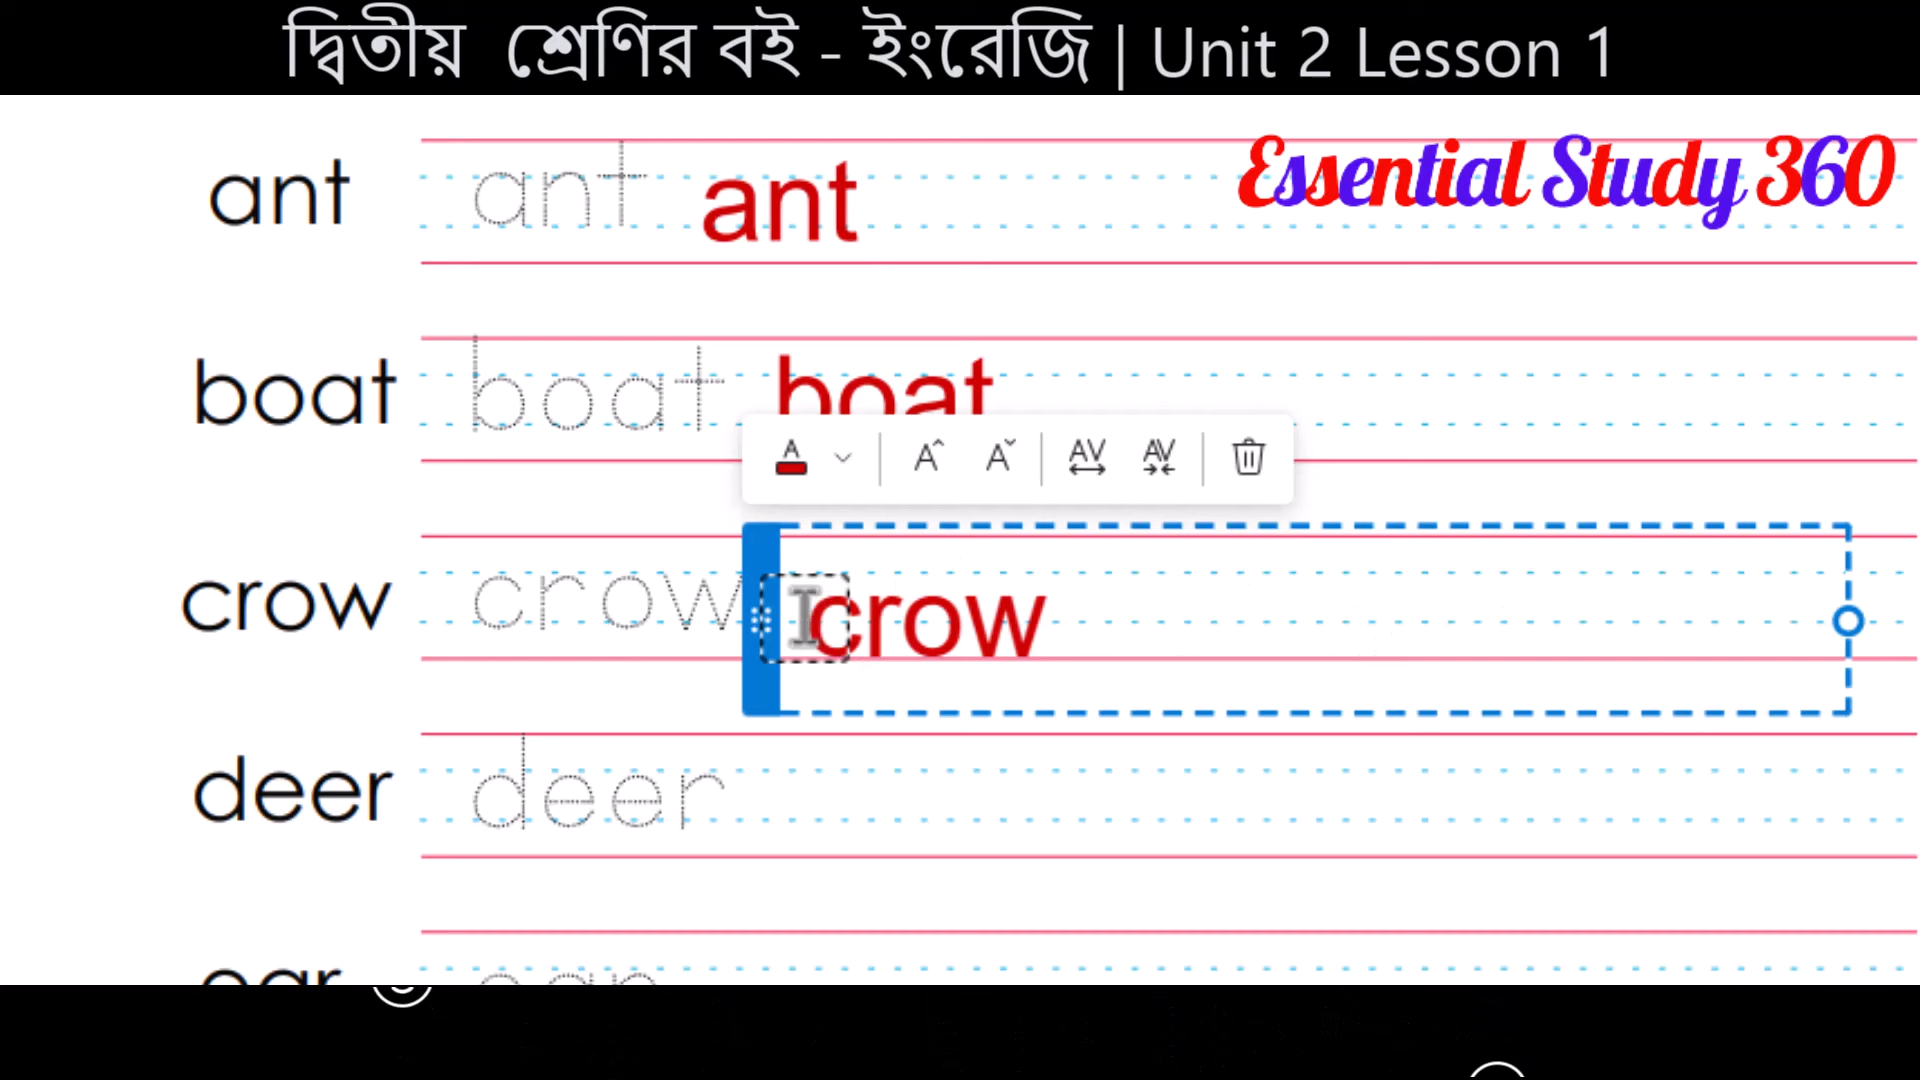 দ্বিতীয় শ্রেণির বই - ইংরেজি | Unit 2 Lesson 1
Essential Study 360
ant ant ant
boat boat boat
crow crow crow
deer deer